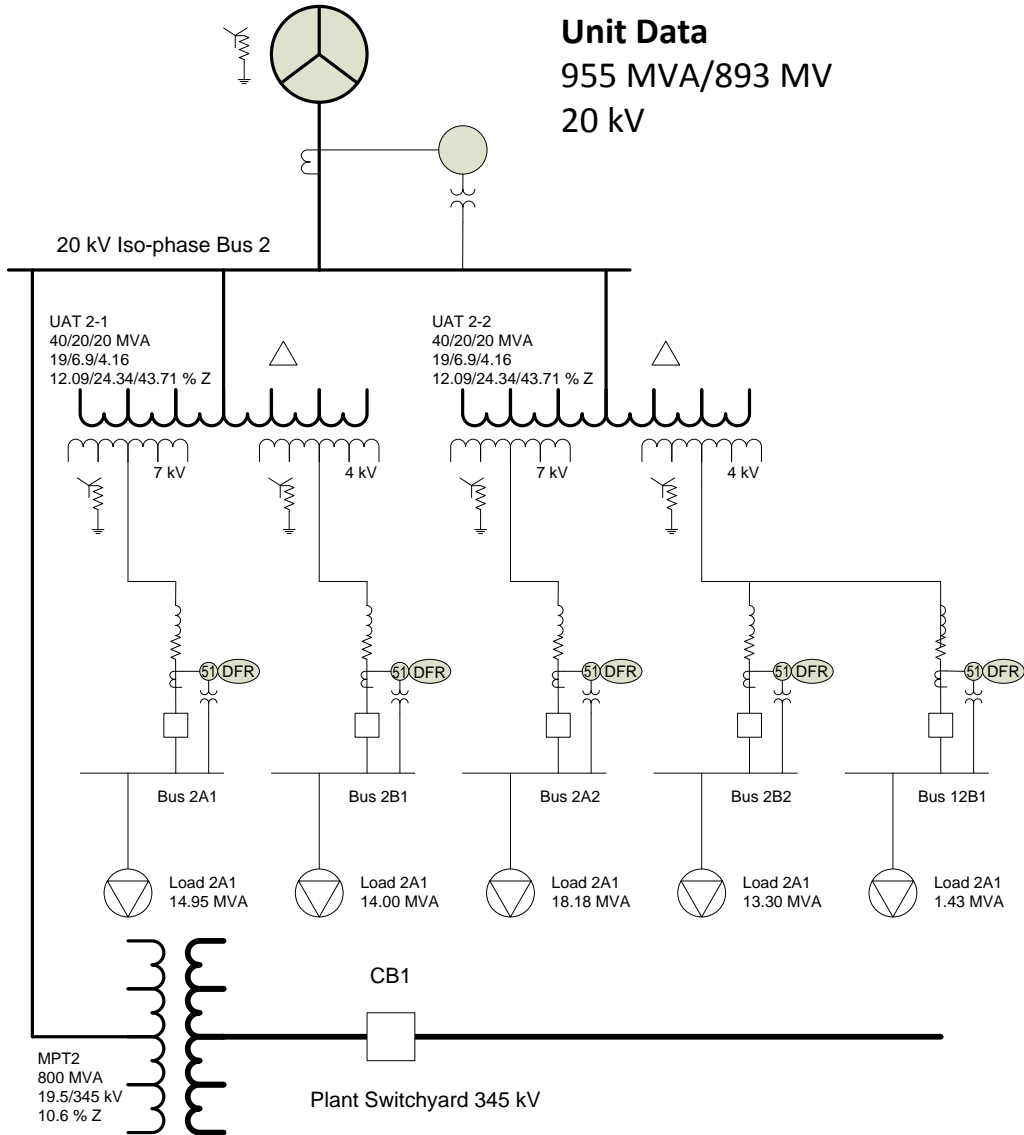 Unit Data
955 MVA/893 MV
20 kV
20 kV Iso-phase Bus 2
UAT 2-1
40/20/20 MVA
19/6.9/4.16
12.09/24.34/43.71 % Z
UAT 2-2
40/20/20 MVA
19/6.9/4.16
12.09/24.34/43.71 % Z
7 kV
4 kV
7 kV
4 kV
51 DFR
51 DFR
51 DFR
51 DFR
51 DFR
Bus 2A1
Bus 2B1
Bus 2A2
Bus 2B2
Bus 12B1
Load 2A1
14.95 MVA
Load 2A1
14.00 MVA
Load 2A1
18.18 MVA
Load 2A1
13.30 MVA
Load 2A1
1.43 MVA
CB1
MPT2
800 MVA
19.5/345 kV
10.6 % Z
Plant Switchyard 345 kV